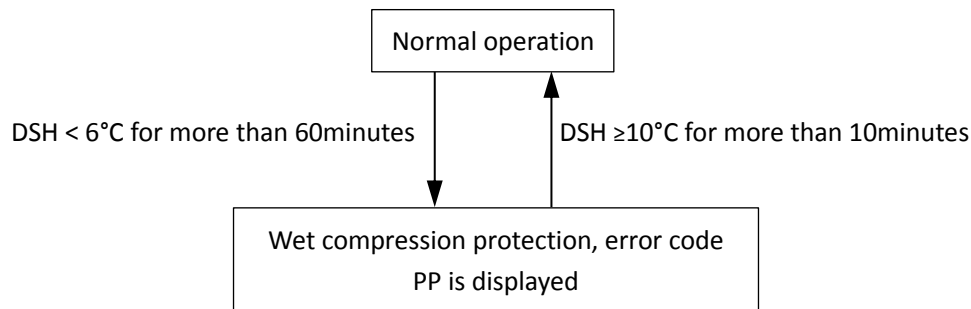 Normal operation
DSH < 6°C for more than 60minutes
DSH ≥10°C for more than 10minutes
Wet compression protection, error code
PP is displayed